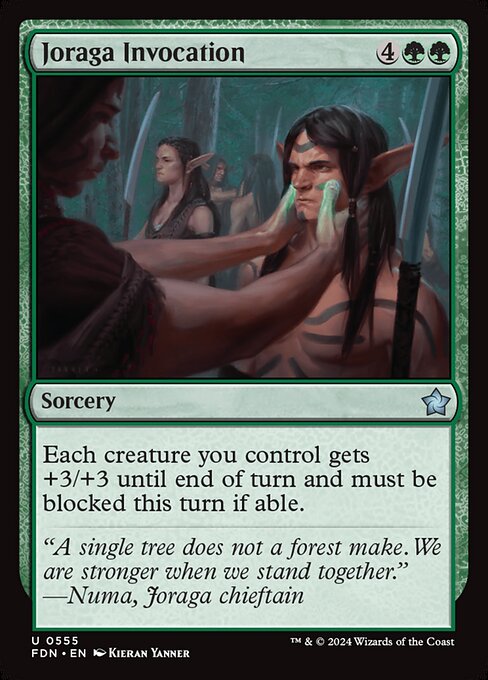 Joraga Invocation 4
Sorcery
Each creature you control gets
+3/+3 until end of turn and must be
blocked this turn if able.
“A single tree does not a forest make. We
are stronger when we stand together.”
—Numa, Joraga chieftain
U 0555
FDN • EN Kieran Yanner
™ & © 2024 Wizards of the Coast